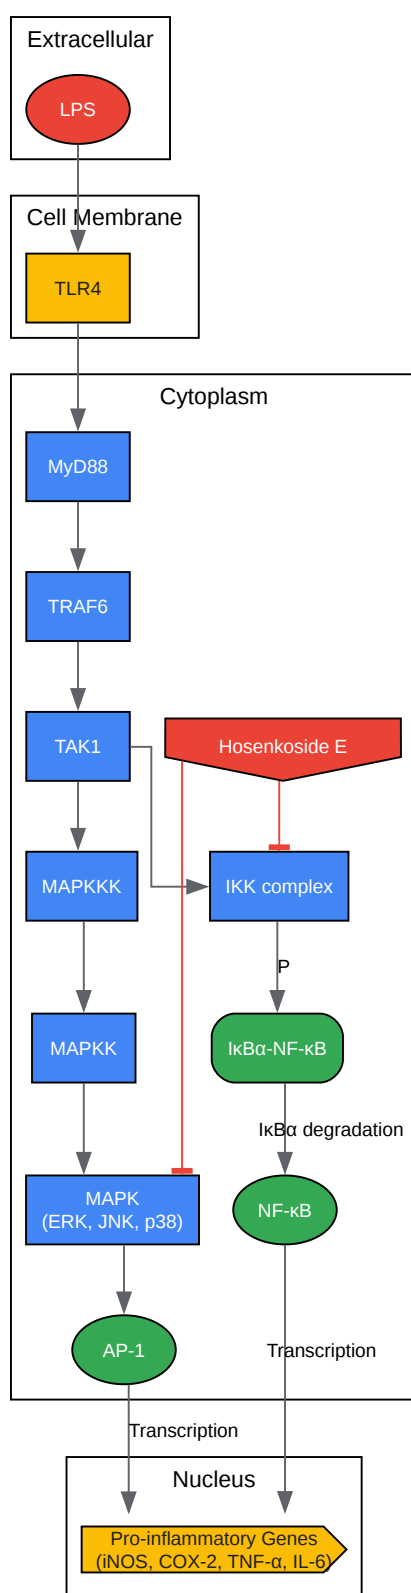 Extracellular
LPS
Cell Membrane
TLR4
Cytoplasm
MyD88
TRAF6
TAK1
Hosenkoside E
MAPKKK
IKK complex
P
MAPKK
IκBα-NF-κB
IκBα degradation
MAPK
(ERK, JNK, p38)
NF-κB
AP-1
Transcription
Transcription
Nucleus
Pro-inflammatory Genes
(iNOS, COX-2, TNF-α, IL-6)